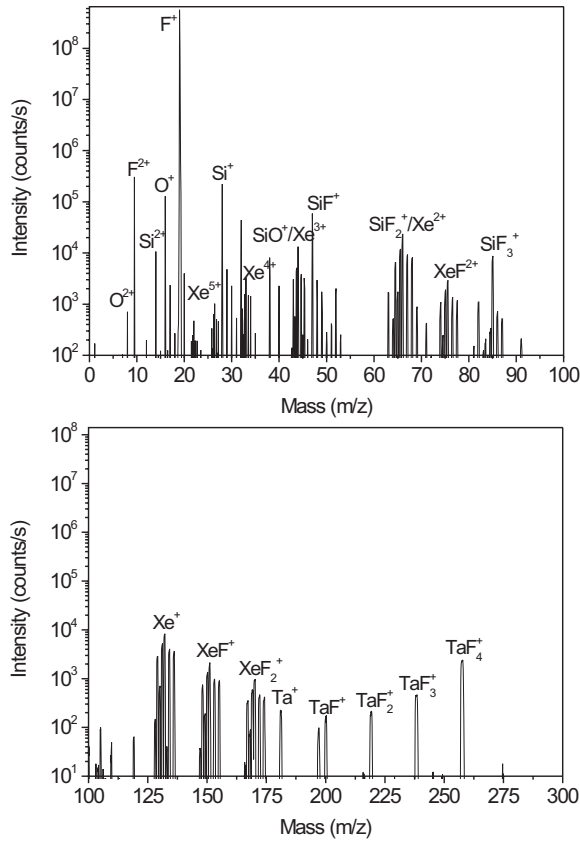 F⁺
10⁸
10⁷
10⁶
10⁵
10⁴
10³
10²
Intensity (counts/s)
F²⁺
O⁺
Si⁺
SiF⁺
Si²⁺
SiO⁺/Xe³⁺
SiF₂⁺/Xe²⁺
SiF₃⁺
O²⁺
Xe⁵⁺
Xe⁴⁺
XeF²⁺
0 10 20 30 40 50 60 70 80 90 100
Mass (m/z)
10⁸
10⁷
10⁶
10⁵
10⁴
10³
10²
10¹
Intensity (counts/s)
Xe⁺
XeF⁺
XeF₂⁺
Ta⁺
TaF⁺
TaF₂⁺
TaF₃⁺
TaF₄⁺
100 125 150 175 200 225 250 275 300
Mass (m/z)